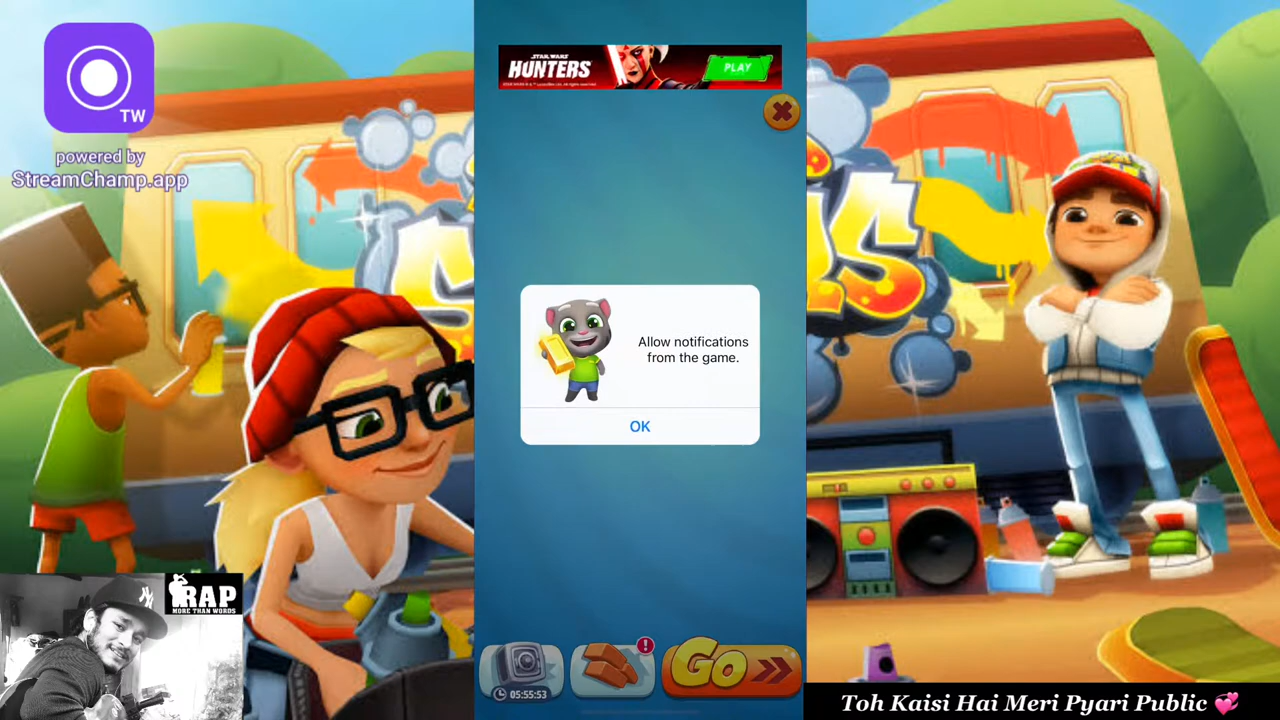 TW
powered by
StreamChamp.app
STAR WARS
HUNTERS
PLAY
Allow notifications
from the game.
OK
!
05:55:53
GO
RAP
MORE THAN WORDS
Toh Kaisi Hai Meri Pyari Public 💞